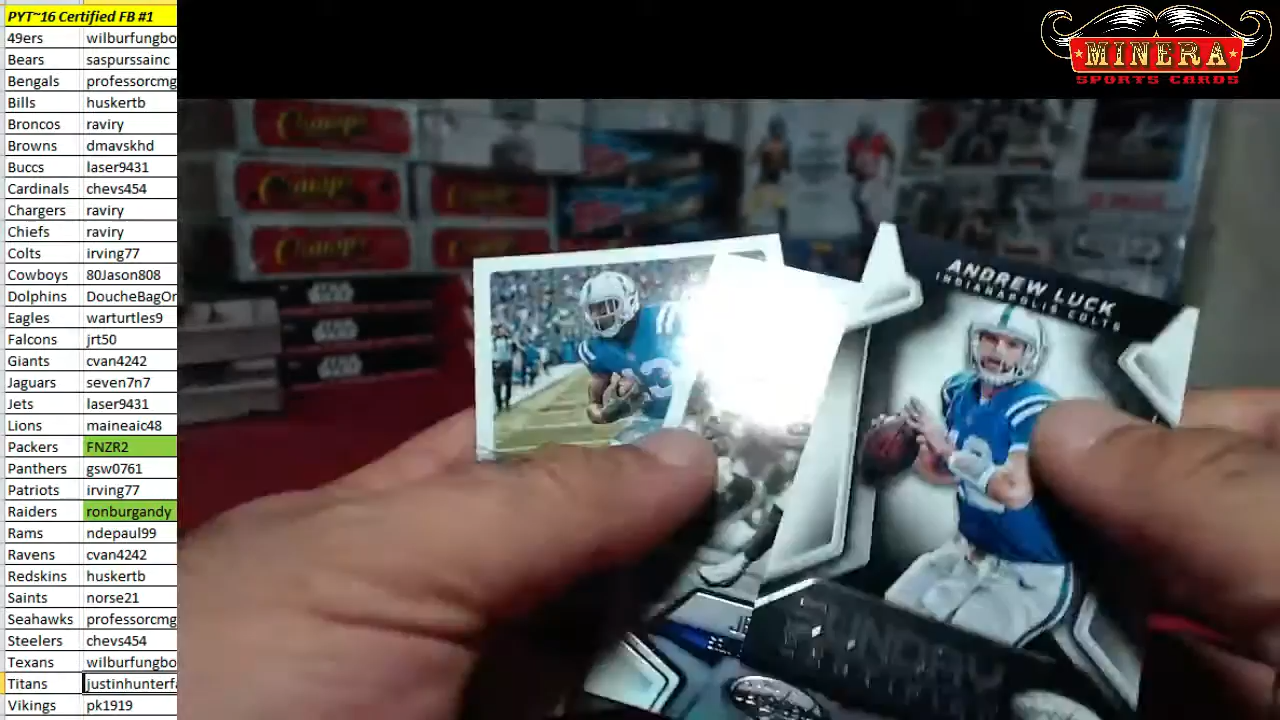 PYT~16 Certified FB #1
49ers wilburfungbo
Bears saspurssainc
Bengals professorcmg
Bills huskertb
Broncos raviry
Browns dmavskhd
Buccs laser9431
Cardinals chevs454
Chargers raviry
Chiefs raviry
Colts irving77
Cowboys 80Jason808
Dolphins DoucheBagOr
Eagles warturtles9
Falcons jrt50
Giants cvan4242
Jaguars seven7n7
Jets laser9431
Lions maineaic48
Packers FNZR2
Panthers gsw0761
Patriots irving77
Raiders ronburgandy
Rams ndepaul99
Ravens cvan4242
Redskins huskertb
Saints norse21
Seahawks professorcmg
Steelers chevs454
Texans wilburfungbo
Titans justinhunterfa
Vikings pk1919
MINERA
SPORTS CARDS
ANDREW LUCK
INDIANAPOLIS COLTS
SUNDAY